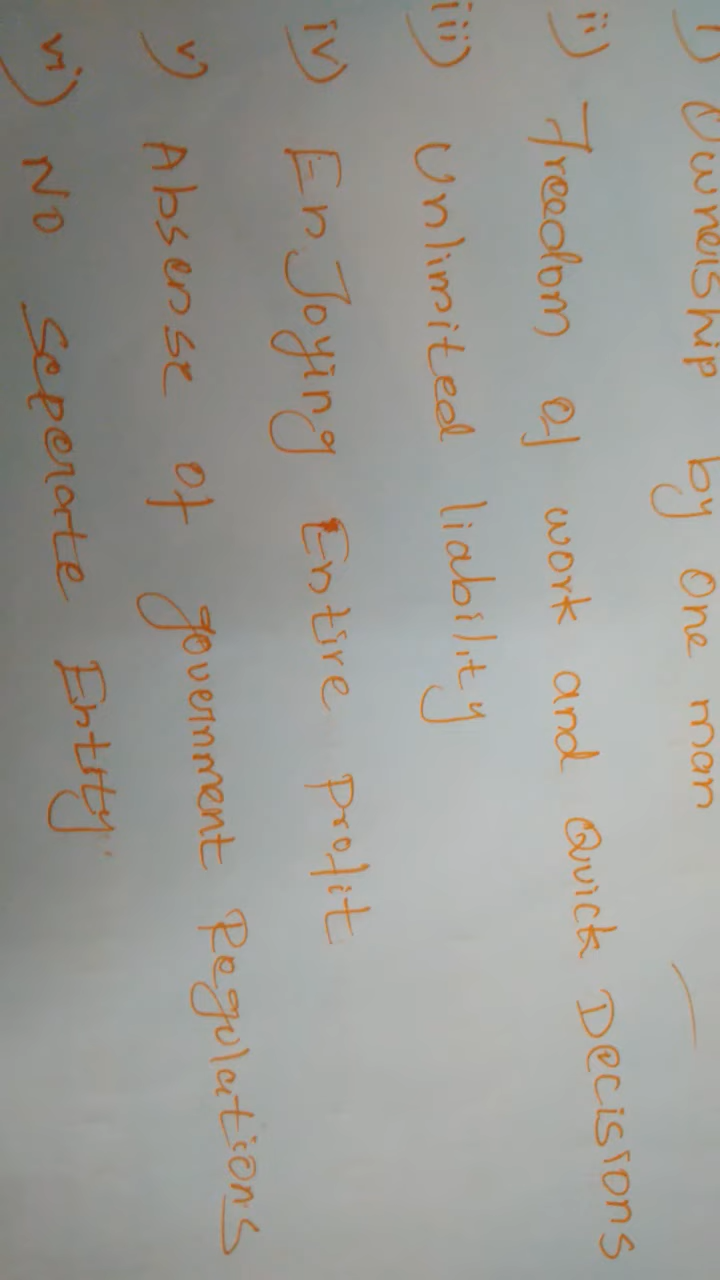 i) Ownership by one man
ii) Freedom of work and Quick Decisions
iii) Unlimited liability
iv) EnJoying Entire Profit
v) Absense of government Regulations
vi) No Seperate Entity.